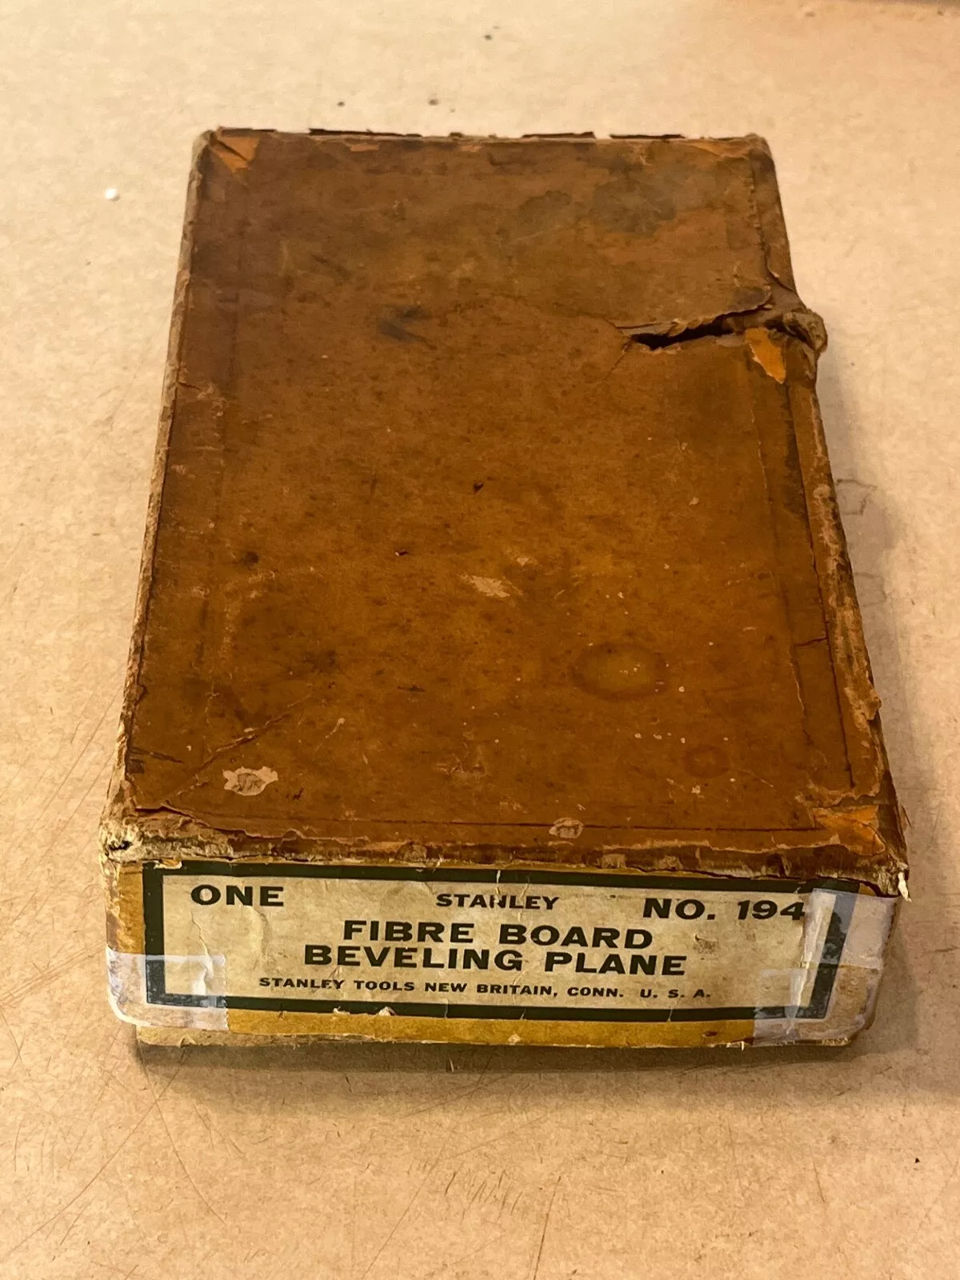 ONE STANLEY NO. 194
FIBRE BOARD
BEVELING PLANE
STANLEY TOOLS NEW BRITAIN, CONN. U. S. A.